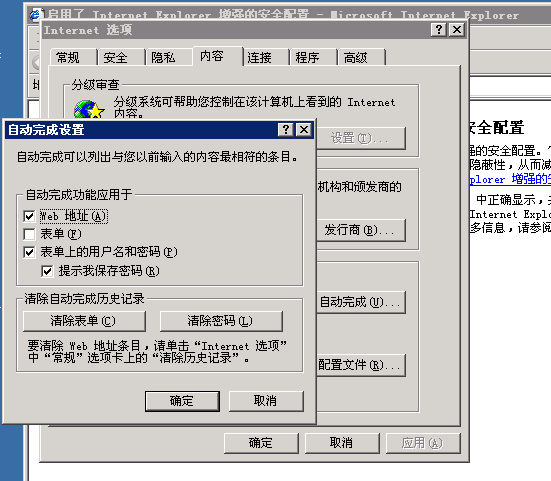 启用了 Internet Explorer 增强的安全配置 - Microsoft Internet Explorer
Internet 选项
常规 安全 隐私 内容 连接 程序 高级
分级审查
分级系统可帮助您控制在该计算机上看到的 Internet
内容。
设置(T)...
自动完成设置
自动完成可以列出与您以前输入的内容最相符的条目。
自动完成功能应用于
Web 地址(A)
表单(F)
表单上的用户名和密码(P)
提示我保存密码(R)
清除自动完成历史记录
清除表单(C) 清除密码(L)
要清除 Web 地址条目,请单击“Internet 选项”
中“常规”选项卡上的“清除历史记录”。
确定 取消
机构和颁发商的
发行商(B)...
自动完成(U)...
配置文件(R)...
确定 取消 应用(A)
安全配置
强的安全配置。
隐蔽性，从而减
plorer 增强的安
中正确显示，
Internet Explo
多信息，请参阅